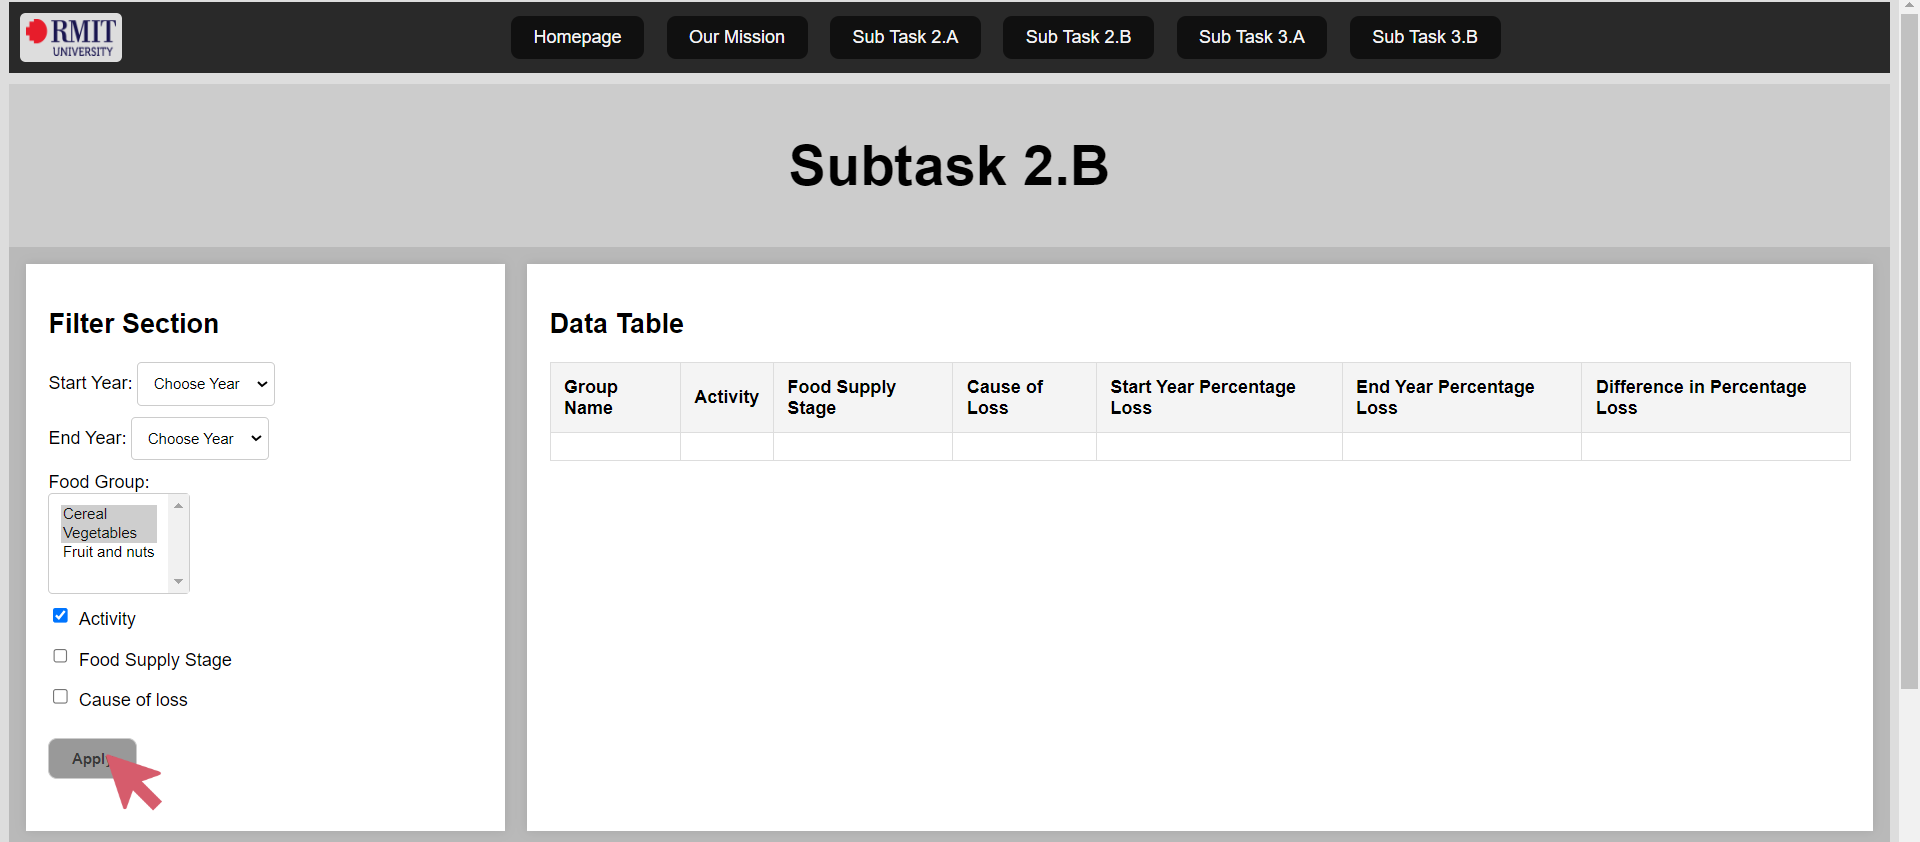 RMIT
UNIVERSITY
Homepage
Our Mission
Sub Task 2.A
Sub Task 2.B
Sub Task 3.A
Sub Task 3.B
Subtask 2.B
Filter Section
Start Year: Choose Year
End Year: Choose Year
Food Group:
Cereal
Vegetables
Fruit and nuts
Activity
Food Supply Stage
Cause of loss
Apply
Data Table
Group
Name
Activity
Food Supply
Stage
Cause of
Loss
Start Year Percentage
Loss
End Year Percentage
Loss
Difference in Percentage
Loss